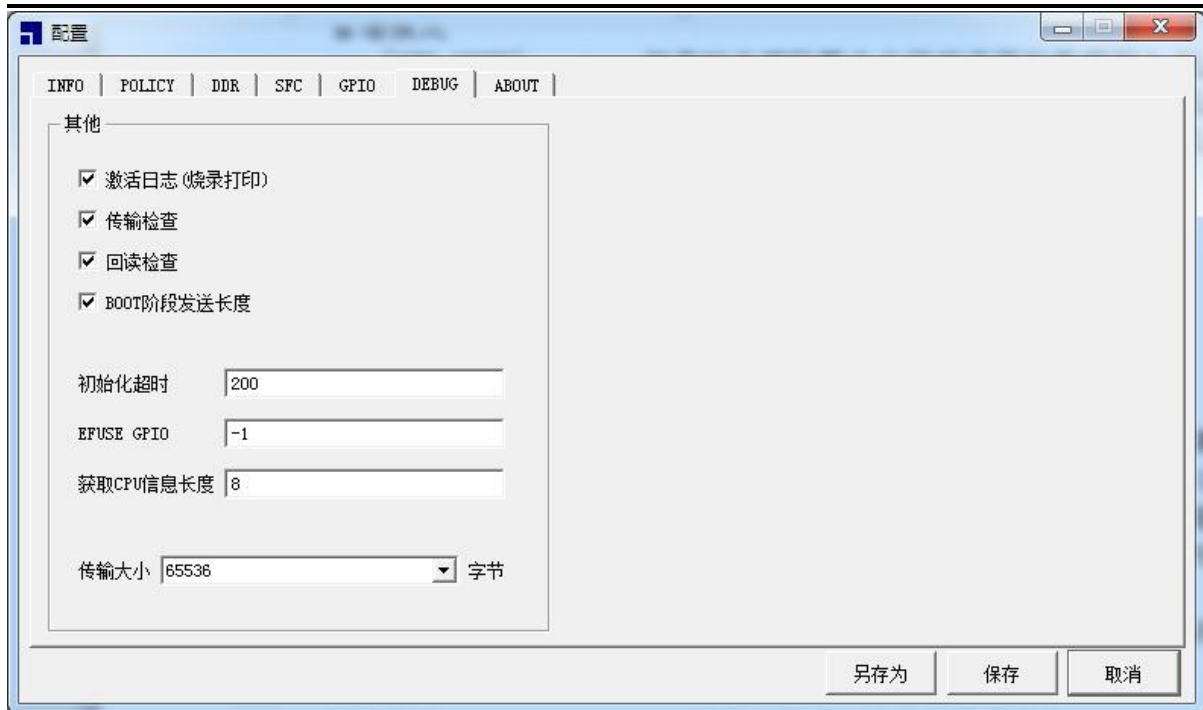 配置
INFO POLICY DDR SFC GPIO DEBUG ABOUT
其他
激活日志(烧录打印)
传输检查
回读检查
BOOT阶段发送长度
初始化超时 200
EFUSE GPIO -1
获取CPU信息长度 8
传输大小 65536 字节
另存为 保存 取消